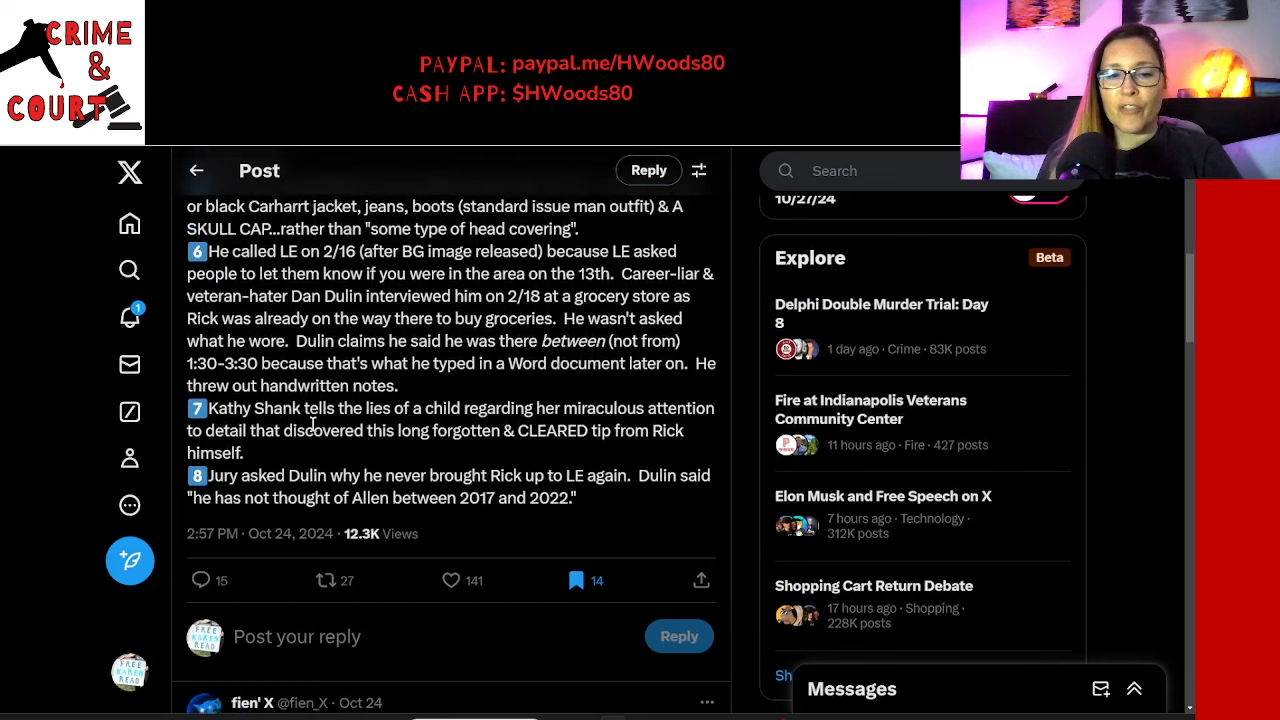 CRIME
&
COURT
PAYPAL: paypal.me/HWoods80
CASH APP: $HWoods80
Post
Reply
Search
10/27/24
or black Carharrt jacket, jeans, boots (standard issue man outfit) & A
SKULL CAP...rather than "some type of head covering".
6 He called LE on 2/16 (after BG image released) because LE asked
people to let them know if you were in the area on the 13th. Career-liar &
veteran-hater Dan Dulin interviewed him on 2/18 at a grocery store as
Rick was already on the way there to buy groceries. He wasn't asked
what he wore. Dulin claims he said he was there between (not from)
1:30-3:30 because that's what he typed in a Word document later on. He
threw out handwritten notes.
7 Kathy Shank tells the lies of a child regarding her miraculous attention
to detail that discovered this long forgotten & CLEARED tip from Rick
himself.
8 Jury asked Dulin why he never brought Rick up to LE again. Dulin said
"he has not thought of Allen between 2017 and 2022."
2:57 PM · Oct 24, 2024 · 12.3K Views
15
27
141
14
FREE
KAREN
READ
Post your reply
Reply
fien' X @fien_X · Oct 24
1
FREE
KAREN
READ
Explore
Beta
Delphi Double Murder Trial: Day
8
1 day ago · Crime · 83K posts
Fire at Indianapolis Veterans
Community Center
11 hours ago · Fire · 427 posts
Elon Musk and Free Speech on X
7 hours ago · Technology ·
312K posts
Shopping Cart Return Debate
17 hours ago · Shopping ·
228K posts
Sh
Messages